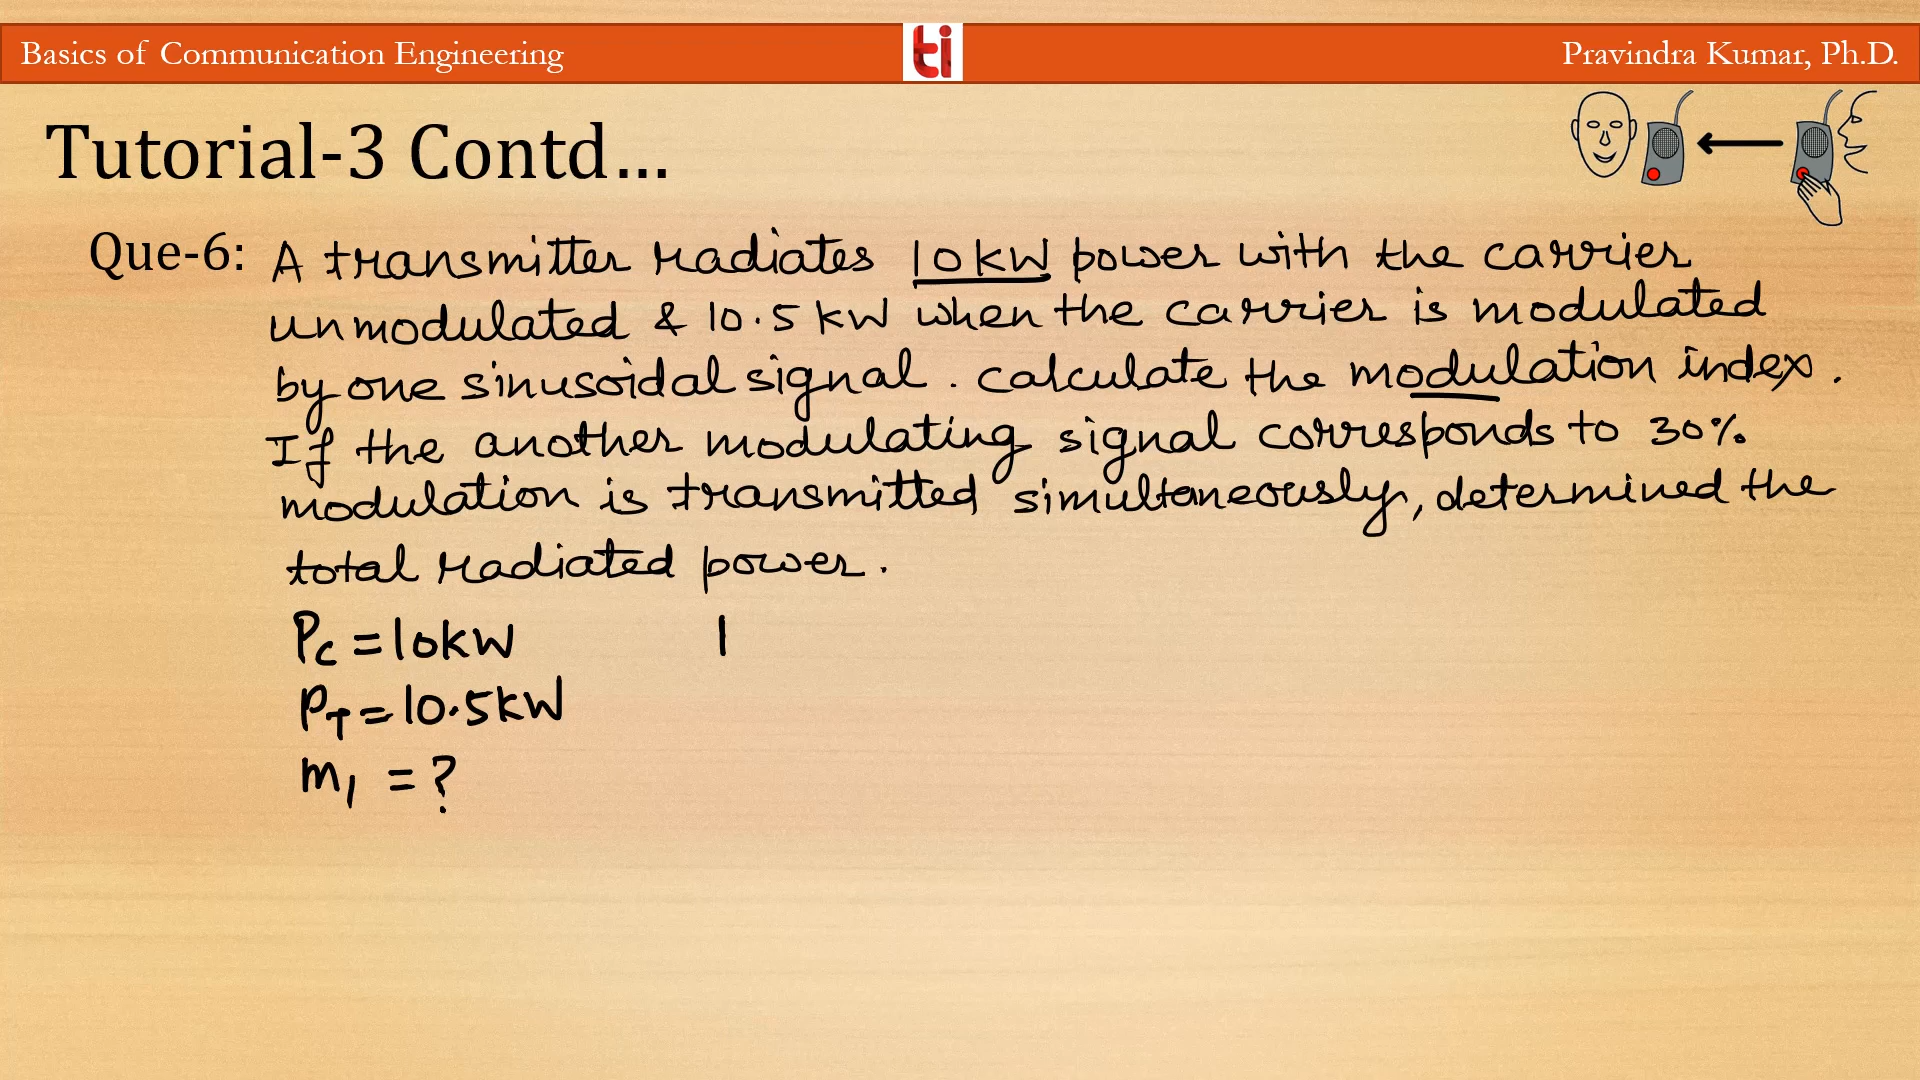 Basics of Communication Engineering
ti
Pravindra Kumar, Ph.D.
Tutorial-3 Contd...
Que-6: A transmitter radiates 10 kW power with the carrier
unmodulated & 10.5 kW when the carrier is modulated
by one sinusoidal signal. calculate the modulation index.
If the another modulating signal corresponds to 30%
modulation is transmitted simultaneously, determined the
total radiated power.
Pc = 10kW
PT = 10.5kW
m1 = ?